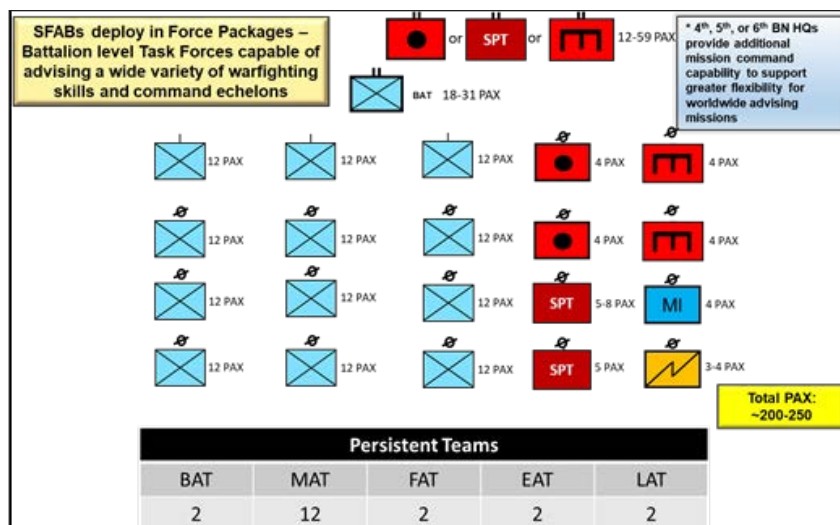 SFABs deploy in Force Packages –
Battalion level Task Forces capable of
advising a wide variety of warfighting
skills and command echelons
or SPT or 12-59 PAX
* 4th, 5th, or 6th BN HQs
provide additional
mission command
capability to support
greater flexibility for
worldwide advising
missions
BAT 18-31 PAX
12 PAX 12 PAX 12 PAX 4 PAX 4 PAX
12 PAX 12 PAX 12 PAX 4 PAX 4 PAX
12 PAX 12 PAX 12 PAX SPT 5-8 PAX MI 4 PAX
12 PAX 12 PAX 12 PAX SPT 5 PAX 3-4 PAX
Total PAX:
~200-250
Persistent Teams
BAT MAT FAT EAT LAT
2 12 2 2 2